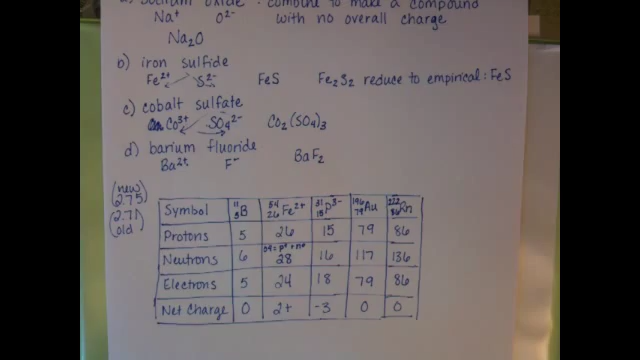 a) sodium oxide : combine to make a compound
Na⁺ O²⁻ with no overall charge
Na₂O
b) iron sulfide
Fe²⁺ S²⁻ FeS Fe₂S₂ reduce to empirical : FeS
c) cobalt sulfate
Co³⁺ SO₄²⁻ Co₂(SO₄)₃
d) barium fluoride
Ba²⁺ F⁻ BaF₂
(new) 2.75
2.71 (old)
Symbol ¹¹₅B ⁵⁴₂₆Fe²⁺ ³¹₁₅P³⁻ ¹⁹⁶₇₉Au ²²²₈₆Rn
Protons 5 26 15 79 86
54 = p⁺ + n°
Neutrons 6 28 16 117 136
Electrons 5 24 18 79 86
Net Charge 0 2+ -3 0 0